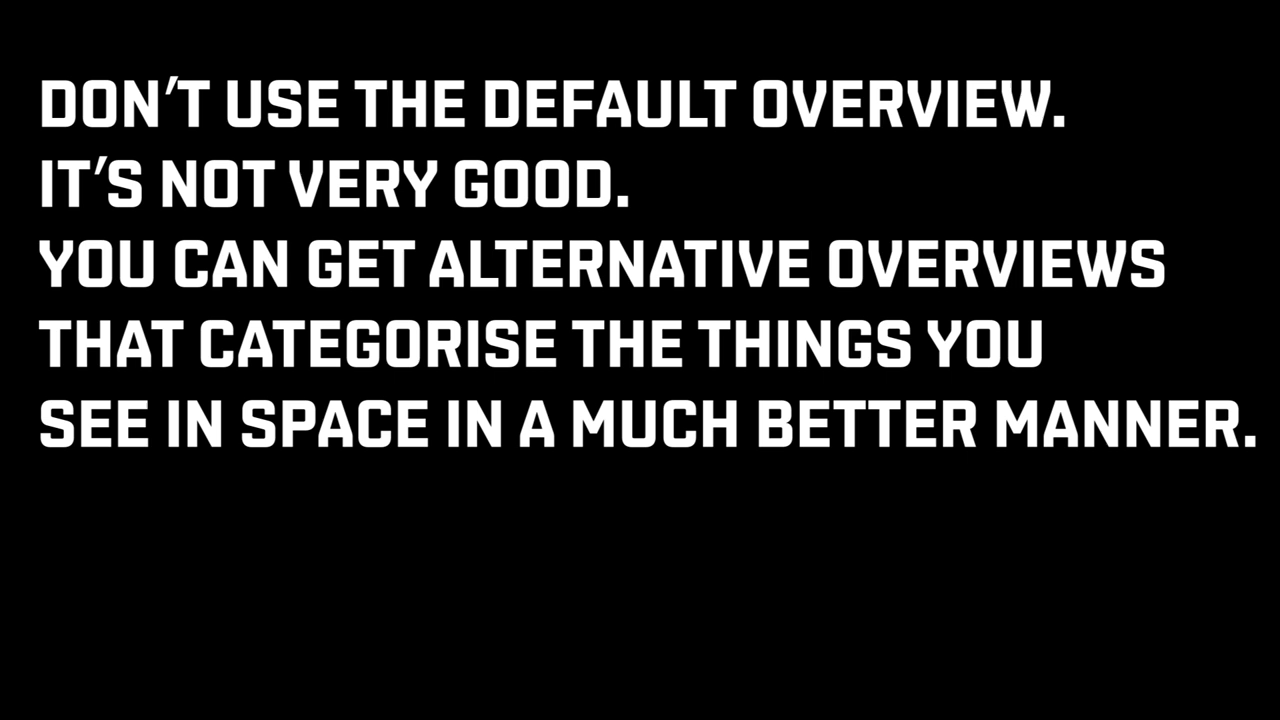 DON'T USE THE DEFAULT OVERVIEW.
IT'S NOT VERY GOOD.
YOU CAN GET ALTERNATIVE OVERVIEWS
THAT CATEGORISE THE THINGS YOU
SEE IN SPACE IN A MUCH BETTER MANNER.